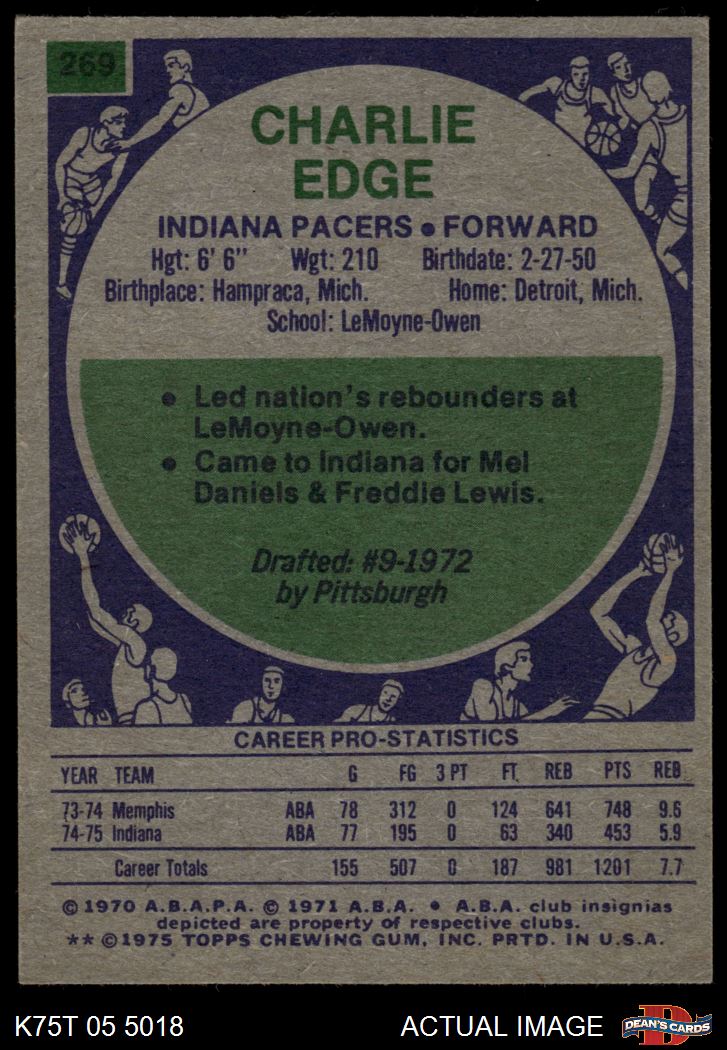 269
CHARLIE
EDGE
INDIANA PACERS • FORWARD
Hgt: 6' 6" Wgt: 210 Birthdate: 2-27-50
Birthplace: Hampraca, Mich. Home: Detroit, Mich.
School: LeMoyne-Owen
• Led nation's rebounders at
LeMoyne-Owen.
• Came to Indiana for Mel
Daniels & Freddie Lewis.
Drafted: #9-1972
by Pittsburgh
CAREER PRO-STATISTICS
YEAR TEAM G FG 3 PT FT REB PTS REB
73-74 Memphis ABA 78 312 0 124 641 748 9.6
74-75 Indiana ABA 77 195 0 63 340 453 5.9
Career Totals 155 507 0 187 981 1201 7.7
© 1970 A.B.A.P.A. © 1971 A.B.A. • A.B.A. club insignias
depicted are property of respective clubs.
** ©1975 TOPPS CHEWING GUM, INC. PRTD. IN U.S.A.
K75T 05 5018 ACTUAL IMAGE D DEAN'S CARDS